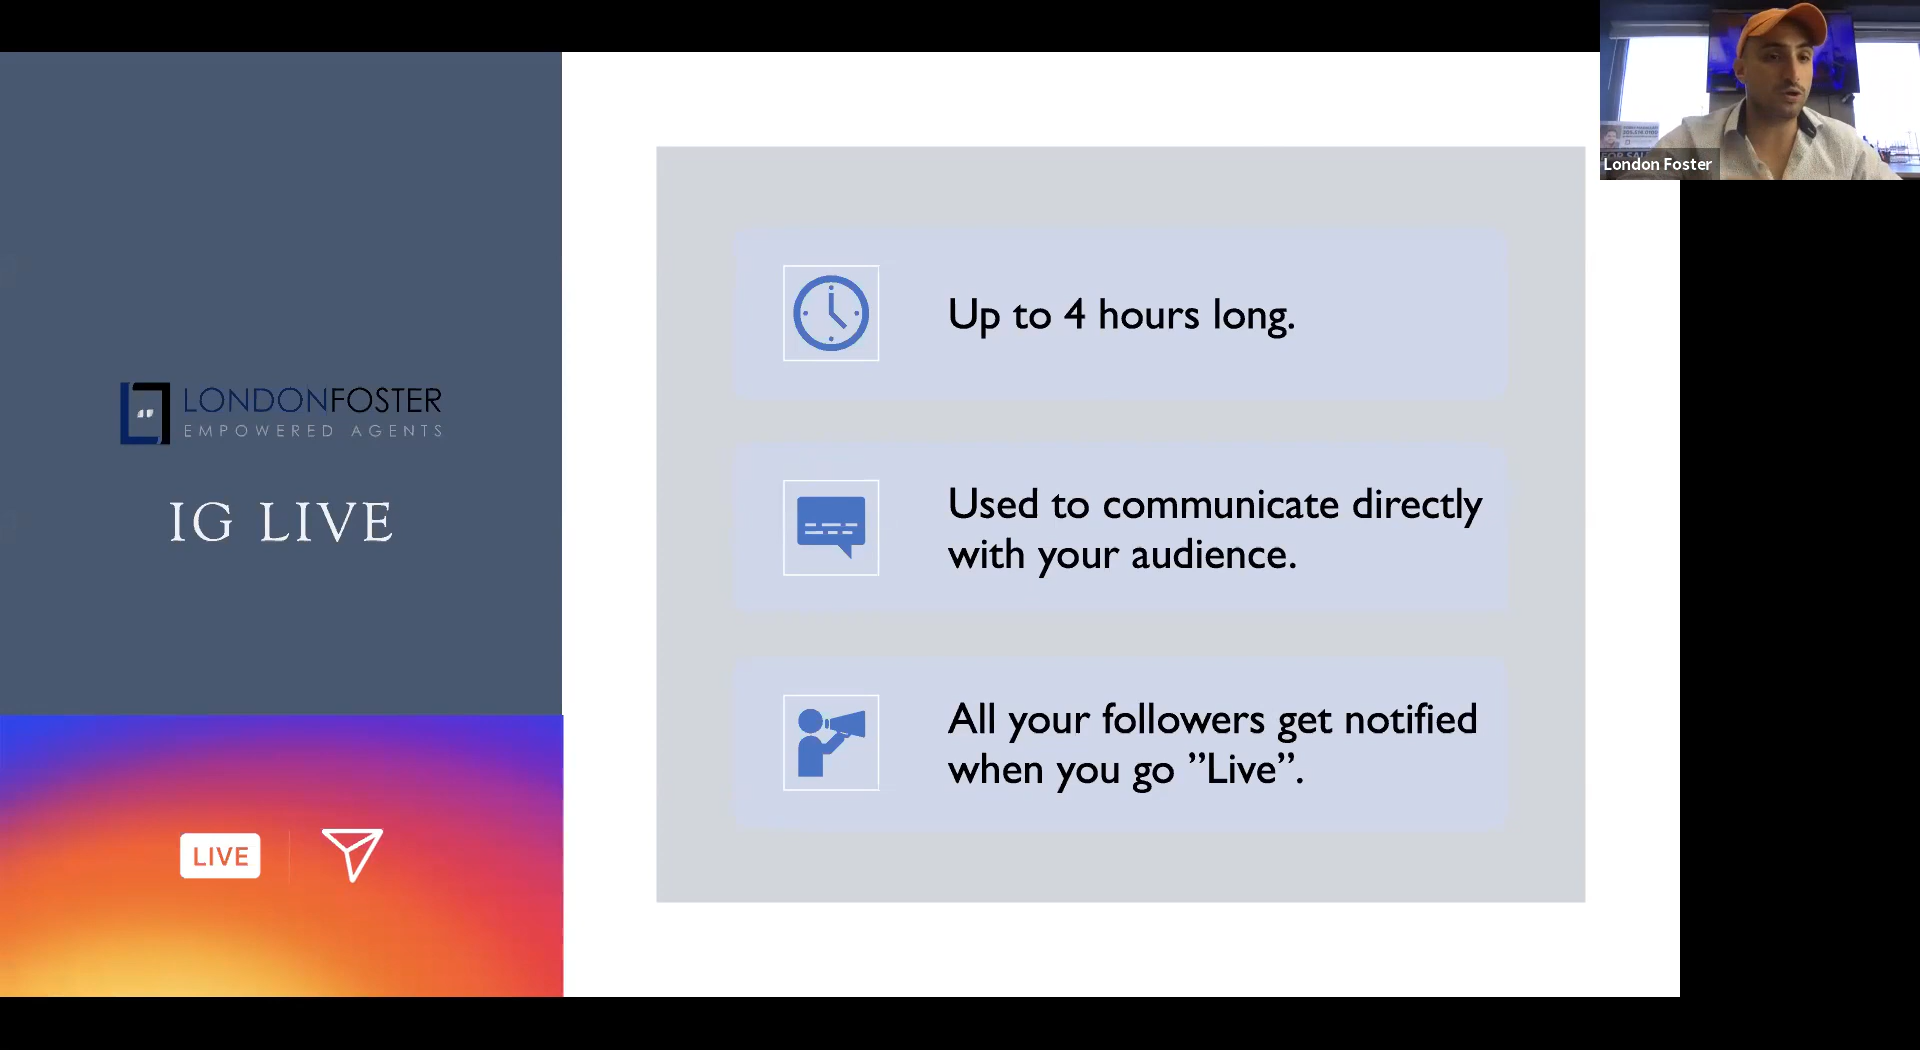 LONDONFOSTER
EMPOWERED AGENTS
IG LIVE
LIVE
Up to 4 hours long.
Used to communicate directly
with your audience.
All your followers get notified
when you go ”Live”.
London Foster